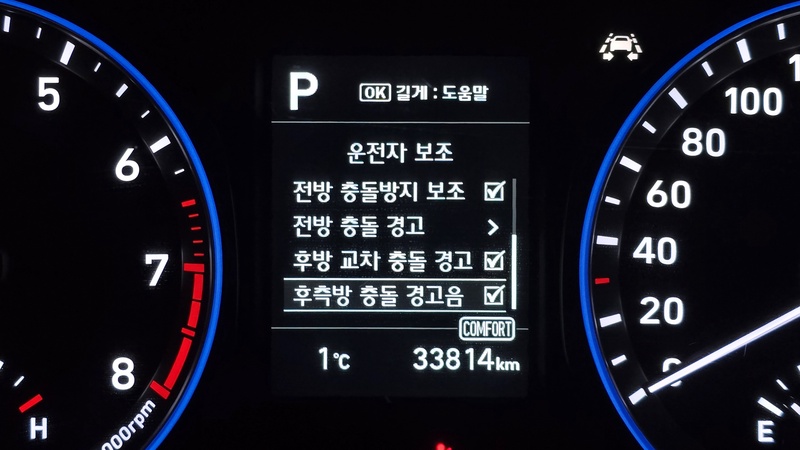 P
OK 길게 : 도움말
운전자 보조
전방 충돌방지 보조
전방 충돌 경고
후방 교차 충돌 경고
후측방 충돌 경고음
COMFORT
1℃ 33814km
5
6
7
8
000rpm
H
100
80
60
40
20
0
E